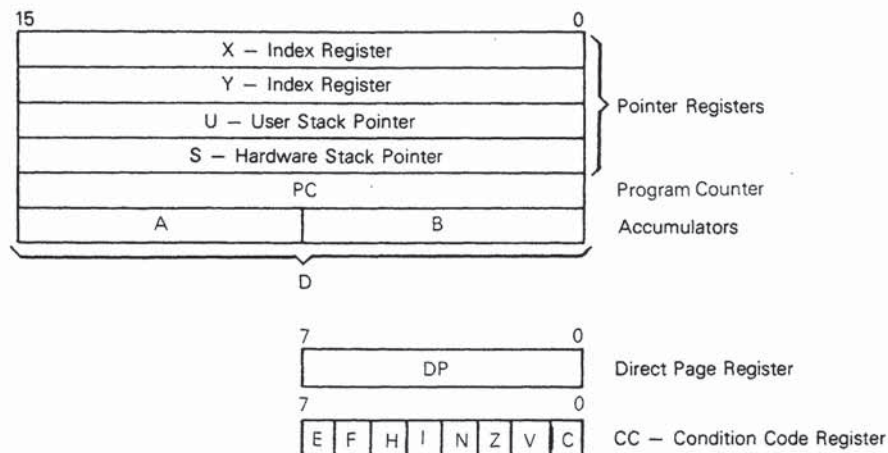 15 0
X — Index Register
Y — Index Register
U — User Stack Pointer
S — Hardware Stack Pointer
Pointer Registers
PC Program Counter
A B Accumulators
D
7 0
DP Direct Page Register
7 0
E F H I N Z V C CC — Condition Code Register